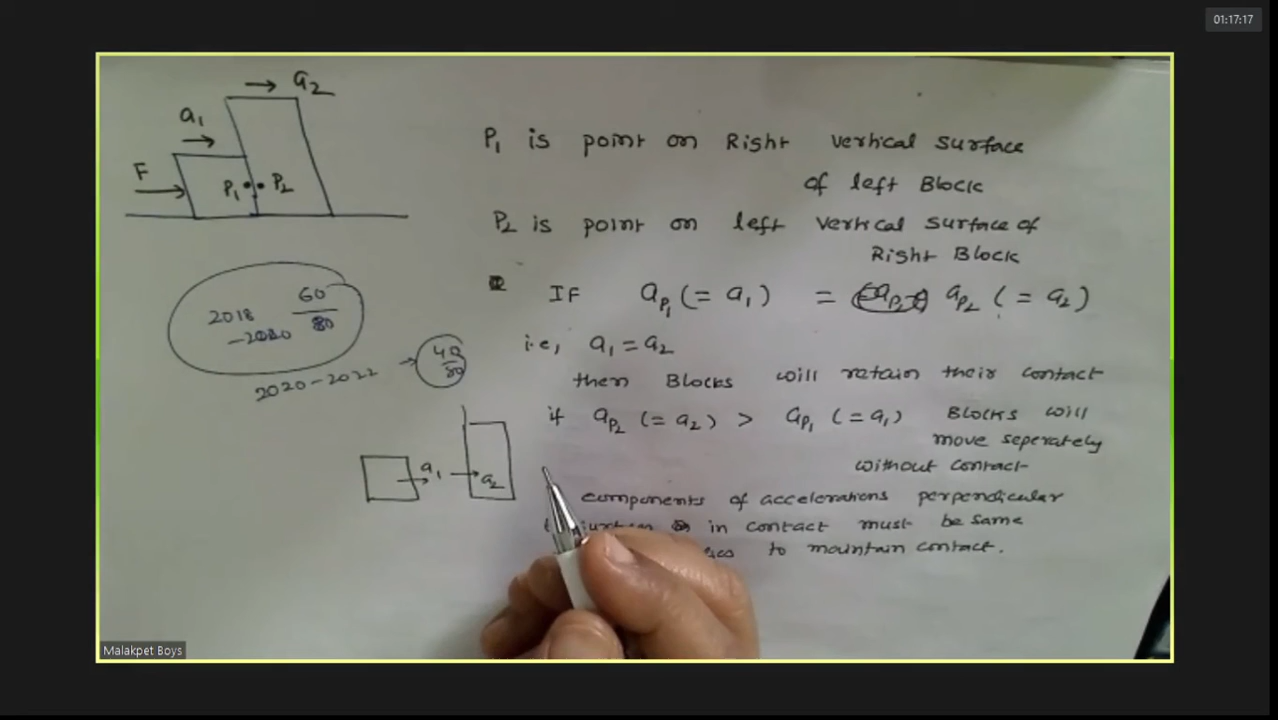 01:17:17
a2
a1
F
P1 P2
P1 is point on Right vertical surface
of left Block
P2 is point on left vertical surface of
Right Block
IF aP1 (= a1) = aP2 (= a2)
i.e, a1 = a2
then Blocks will retain their contact
if aP2 (= a2) > aP1 (= a1) Blocks will
move seperately
without contact
components of accelerations perpendicular
in contact must be same
to maintain contact.
2018 60
80
2020-2022 → 40
80
a1 a2
Malakpet Boys